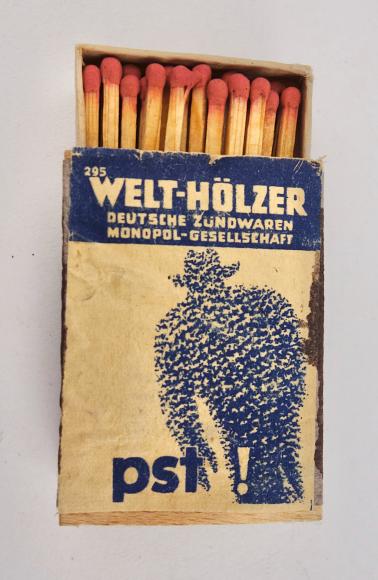 295
WELT-HÖLZER
DEUTSCHE ZÜNDWAREN
MONOPOL-GESELLSCHAFT
pst !